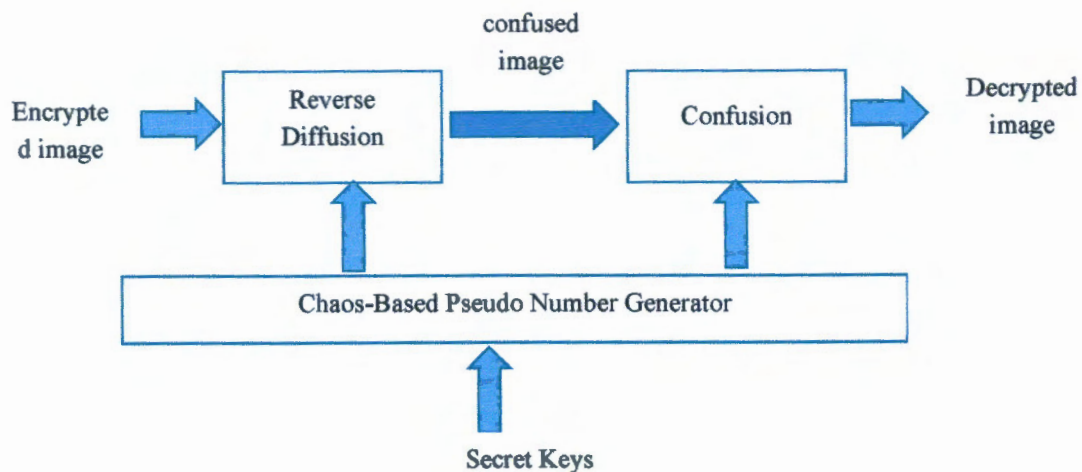 confused
image
Encrypte
d image
Reverse
Diffusion
Confusion
Decrypted
image
Chaos-Based Pseudo Number Generator
Secret Keys